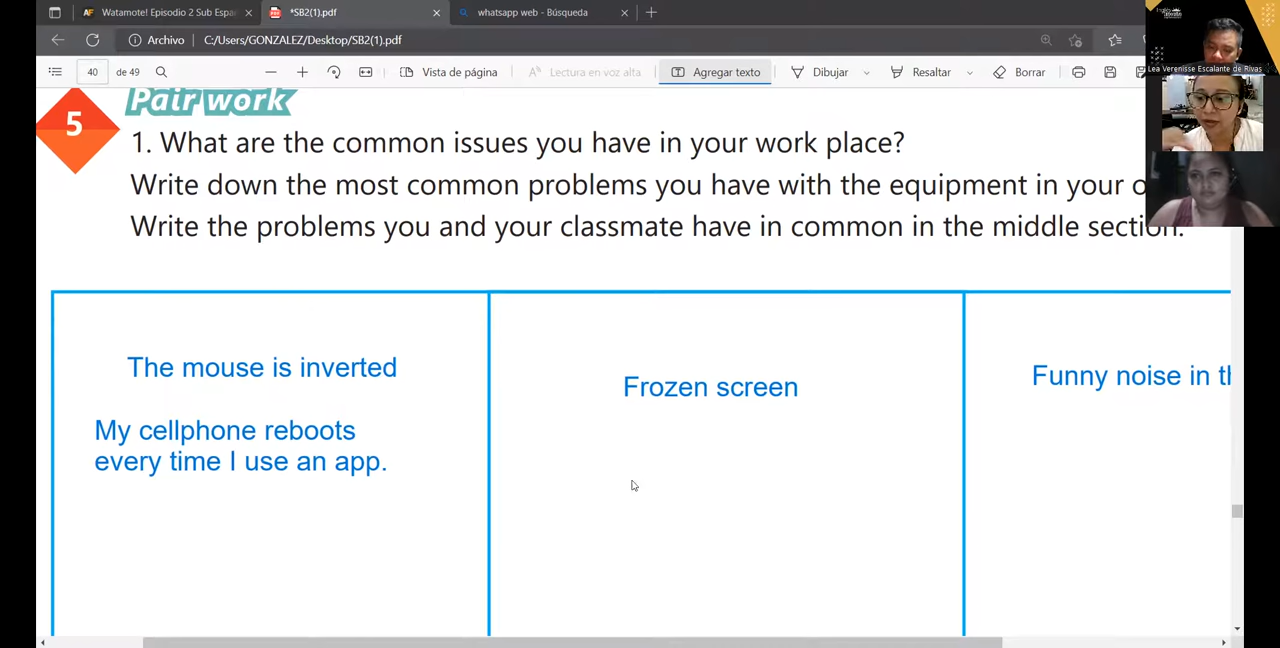 Watamote! Episodio 2 Sub Espa
*SB2(1).pdf
whatsapp web - Búsqueda
Archivo
C:/Users/GONZALEZ/Desktop/SB2(1).pdf
40 de 49
Vista de página
Lectura en voz alta
Agregar texto
Dibujar
Resaltar
Borrar
Lea Verenisse Escalante de Rivas
Pair work
5
1. What are the common issues you have in your work place?
Write down the most common problems you have with the equipment in your o
Write the problems you and your classmate have in common in the middle section.
The mouse is inverted
My cellphone reboots
every time I use an app.
Frozen screen
Funny noise in th